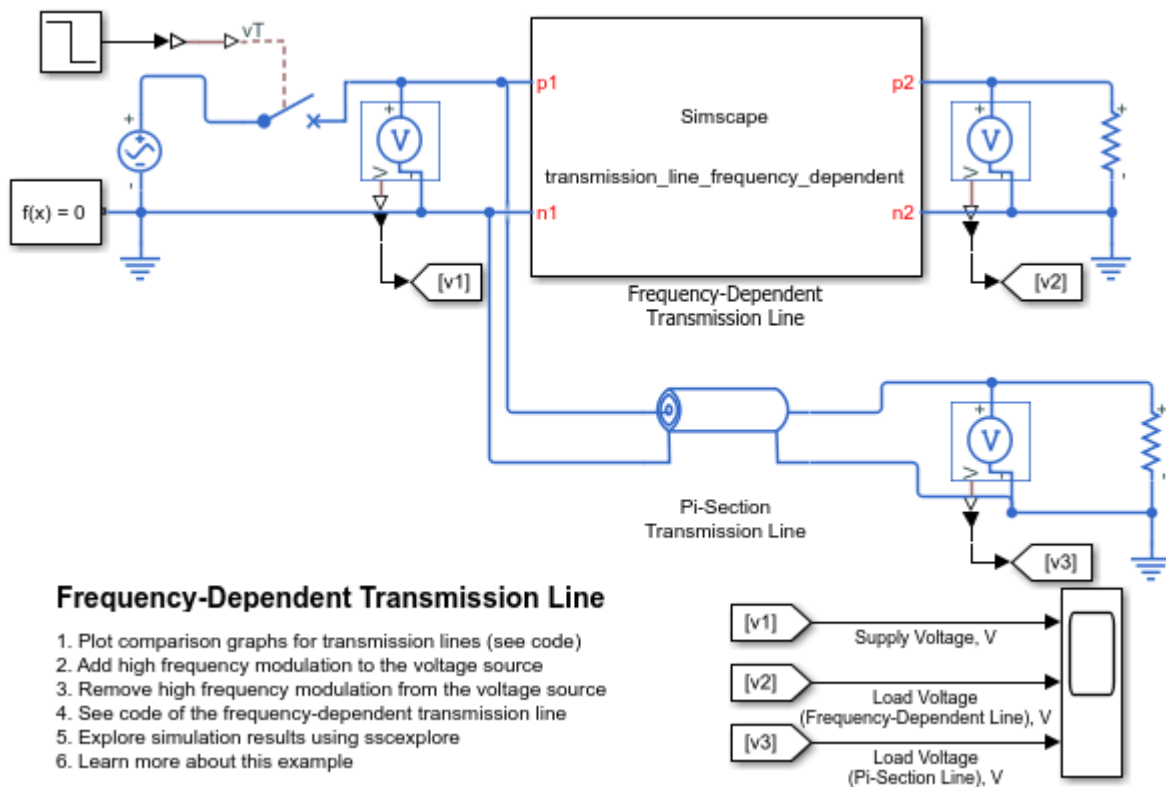 vT
+
-
f(x) = 0
+
V
-
V
[v1]
p1
n1
Simscape
transmission_line_frequency_dependent
p2
n2
Frequency-Dependent
Transmission Line
+
V
-
V
[v2]
+
-
Pi-Section
Transmission Line
+
V
-
V
[v3]
+
-
Frequency-Dependent Transmission Line
1. Plot comparison graphs for transmission lines (see code)
2. Add high frequency modulation to the voltage source
3. Remove high frequency modulation from the voltage source
4. See code of the frequency-dependent transmission line
5. Explore simulation results using sscexplore
6. Learn more about this example
[v1]
Supply Voltage, V
[v2]
Load Voltage
(Frequency-Dependent Line), V
[v3]
Load Voltage
(Pi-Section Line), V